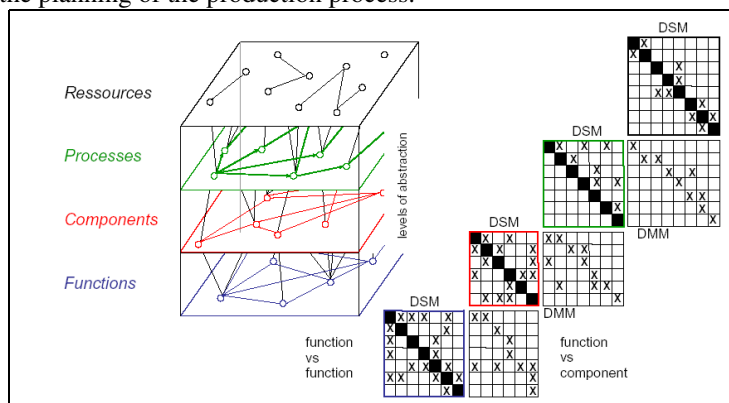 the planning of the production process.
DSM
Ressources
DSM
Processes
levels of abstraction
DMM
DSM
Components
Functions
DSM
DMM
function
vs
function
function
vs
component